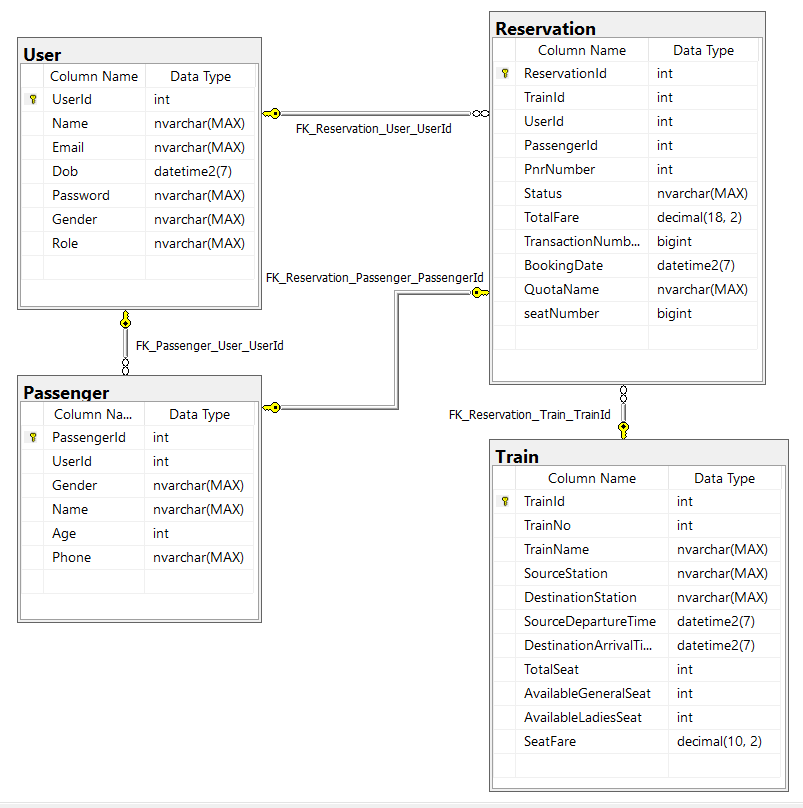 User
Column Name Data Type
UserId int
Name nvarchar(MAX)
Email nvarchar(MAX)
Dob datetime2(7)
Password nvarchar(MAX)
Gender nvarchar(MAX)
Role nvarchar(MAX)
FK_Reservation_User_UserId
Reservation
Column Name Data Type
ReservationId int
TrainId int
UserId int
PassengerId int
PnrNumber int
Status nvarchar(MAX)
TotalFare decimal(18, 2)
TransactionNumb... bigint
BookingDate datetime2(7)
QuotaName nvarchar(MAX)
seatNumber bigint
FK_Reservation_Passenger_PassengerId
FK_Passenger_User_UserId
Passenger
Column Na... Data Type
PassengerId int
UserId int
Gender nvarchar(MAX)
Name nvarchar(MAX)
Age int
Phone nvarchar(MAX)
FK_Reservation_Train_TrainId
Train
Column Name Data Type
TrainId int
TrainNo int
TrainName nvarchar(MAX)
SourceStation nvarchar(MAX)
DestinationStation nvarchar(MAX)
SourceDepartureTime datetime2(7)
DestinationArrivalTi... datetime2(7)
TotalSeat int
AvailableGeneralSeat int
AvailableLadiesSeat int
SeatFare decimal(10, 2)